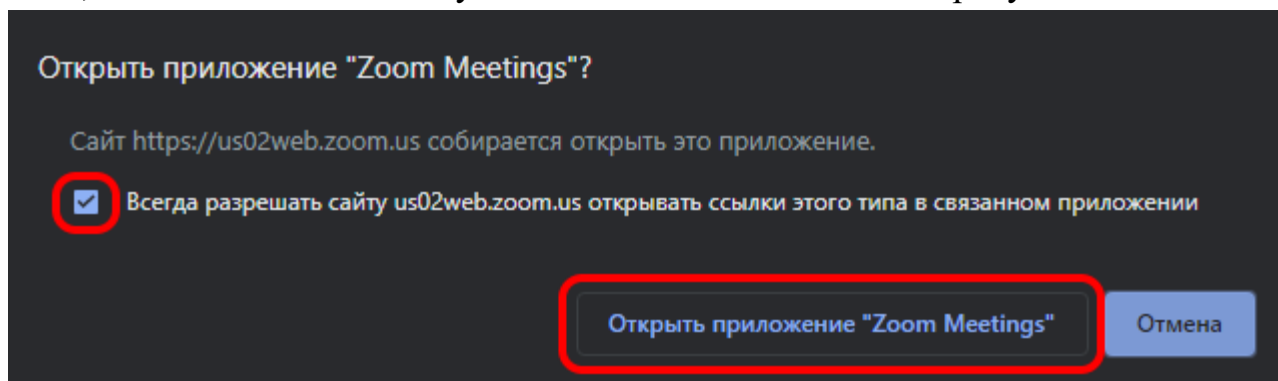 Открыть приложение "Zoom Meetings"?
Сайт https://us02web.zoom.us собирается открыть это приложение.
Всегда разрешать сайту us02web.zoom.us открывать ссылки этого типа в связанном приложении
Открыть приложение "Zoom Meetings"
Отмена